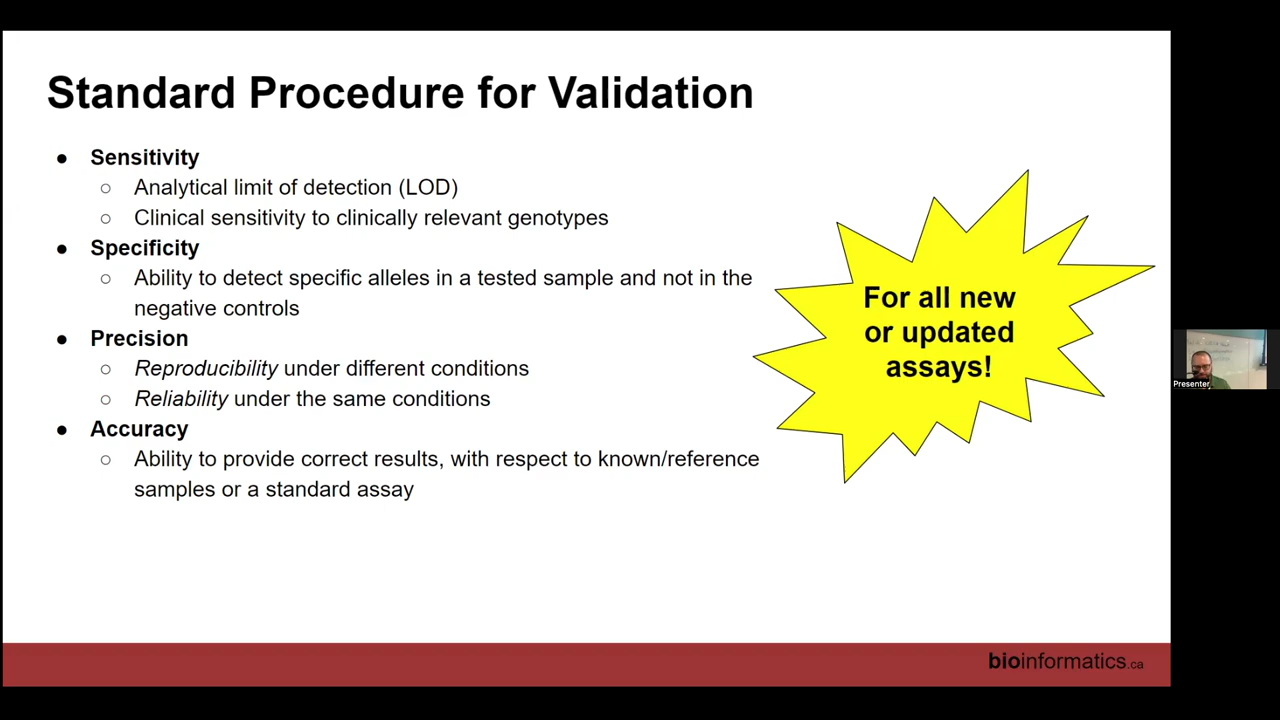 Standard Procedure for Validation
● Sensitivity
○ Analytical limit of detection (LOD)
○ Clinical sensitivity to clinically relevant genotypes
● Specificity
○ Ability to detect specific alleles in a tested sample and not in the
negative controls
● Precision
○ Reproducibility under different conditions
○ Reliability under the same conditions
● Accuracy
○ Ability to provide correct results, with respect to known/reference
samples or a standard assay
For all new
or updated
assays!
Presenter
bioinformatics.ca